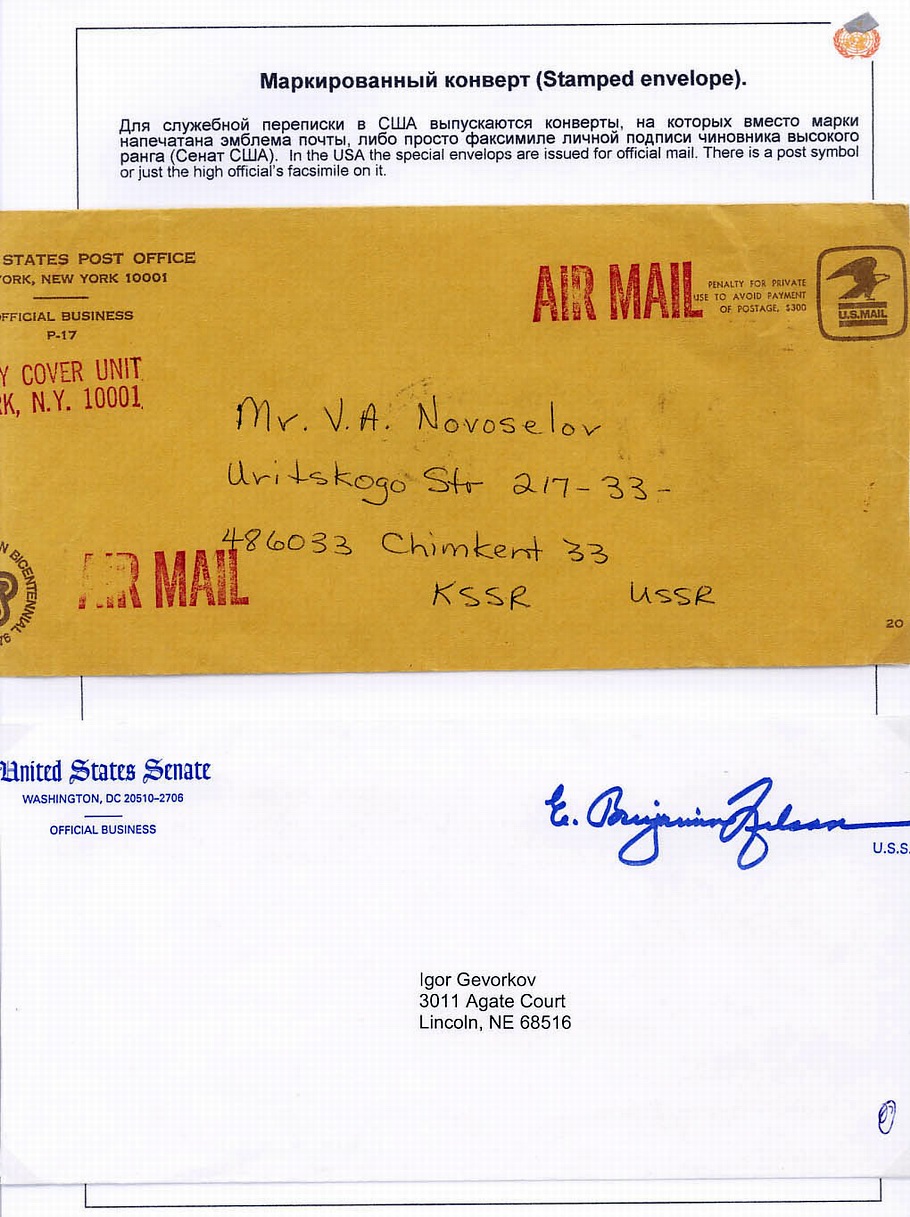 Маркированный конверт (Stamped envelope).
Для служебной переписки в США выпускаются конверты, на которых вместо марки
напечатана эмблема почты, либо просто факсимиле личной подписи чиновника высокого
ранга (Сенат США). In the USA the special envelops are issued for official mail. There is a post symbol
or just the high official's facsimile on it.
STATES POST OFFICE
ORK, NEW YORK 10001
FFICIAL BUSINESS
P-17
Y COVER UNIT
RK, N.Y. 10001
AIR MAIL
PENALTY FOR PRIVATE
USE TO AVOID PAYMENT
OF POSTAGE, $300
U.S.MAIL
Mr. V.A. Novoselov
Uritskogo Str 217-33-
486033 Chimkent 33
KSSR USSR
N BICENTENNIAL
76
AIR MAIL
20
United States Senate
WASHINGTON, DC 20510-2706
OFFICIAL BUSINESS
E. Benjamin Nelson
U.S.S.
Igor Gevorkov
3011 Agate Court
Lincoln, NE 68516